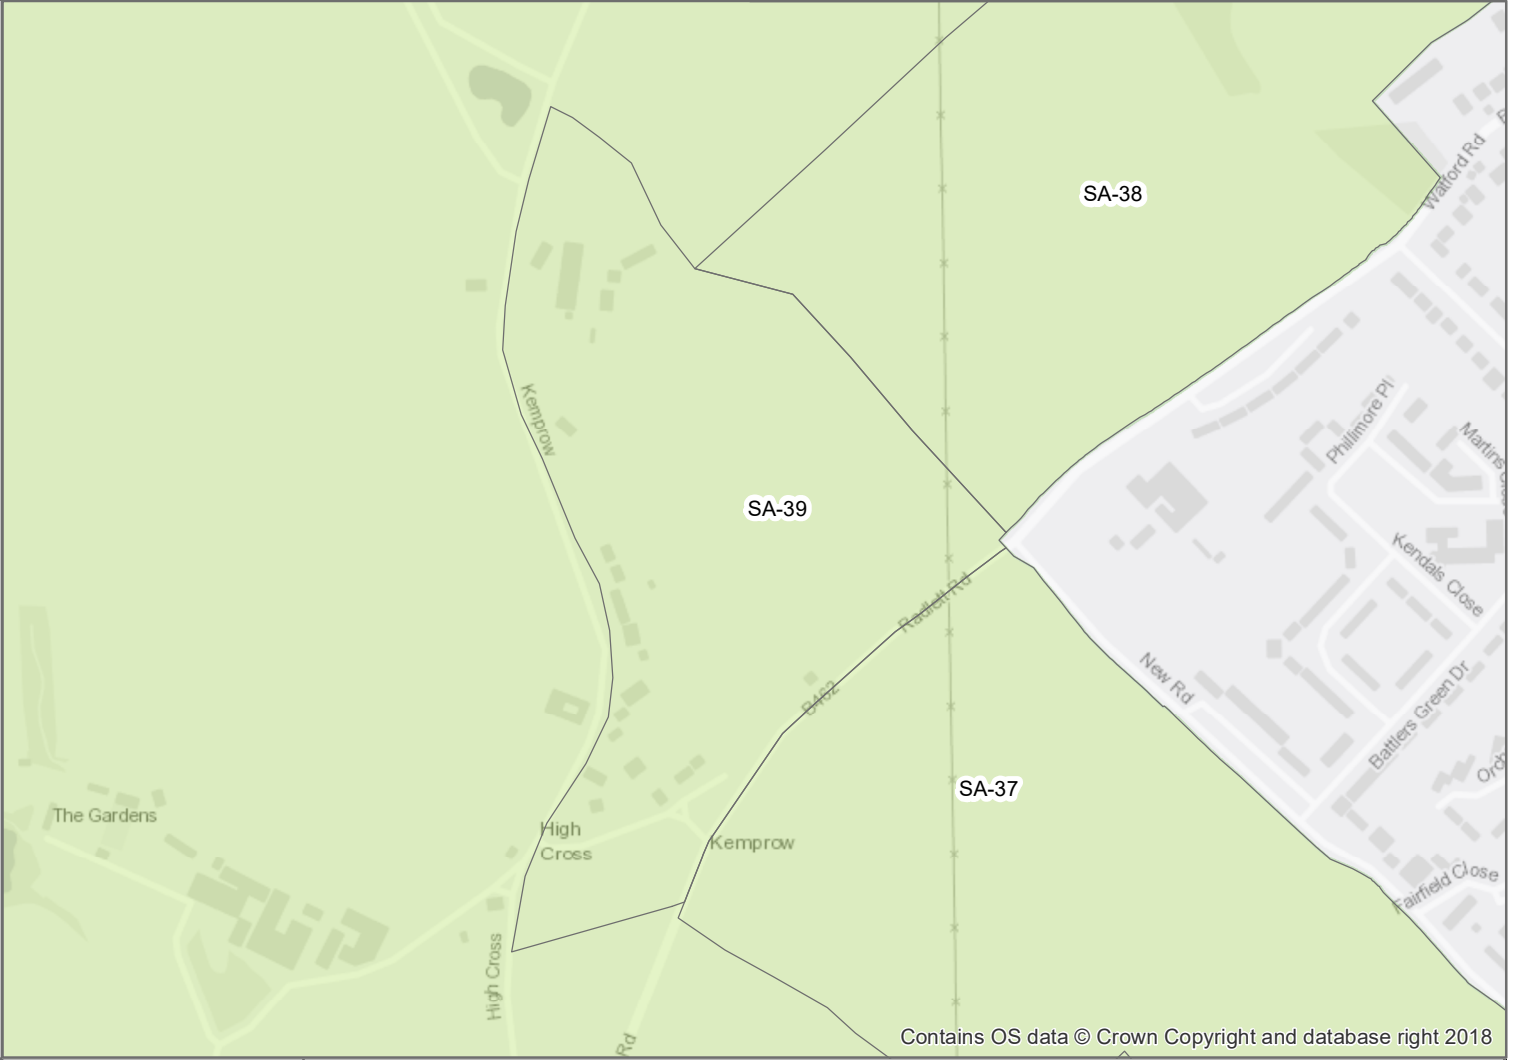 SA-38
Watford Rd
Kemprow
Phillimore Pl
Martins
SA-39
Kendals Close
Radlett Rd
New Rd
B462
Battlers Green Dr
SA-37
Orch
The Gardens
High
Cross
Kemprow
Fairfield Close
High Cross
Rd
Contains OS data © Crown Copyright and database right 2018